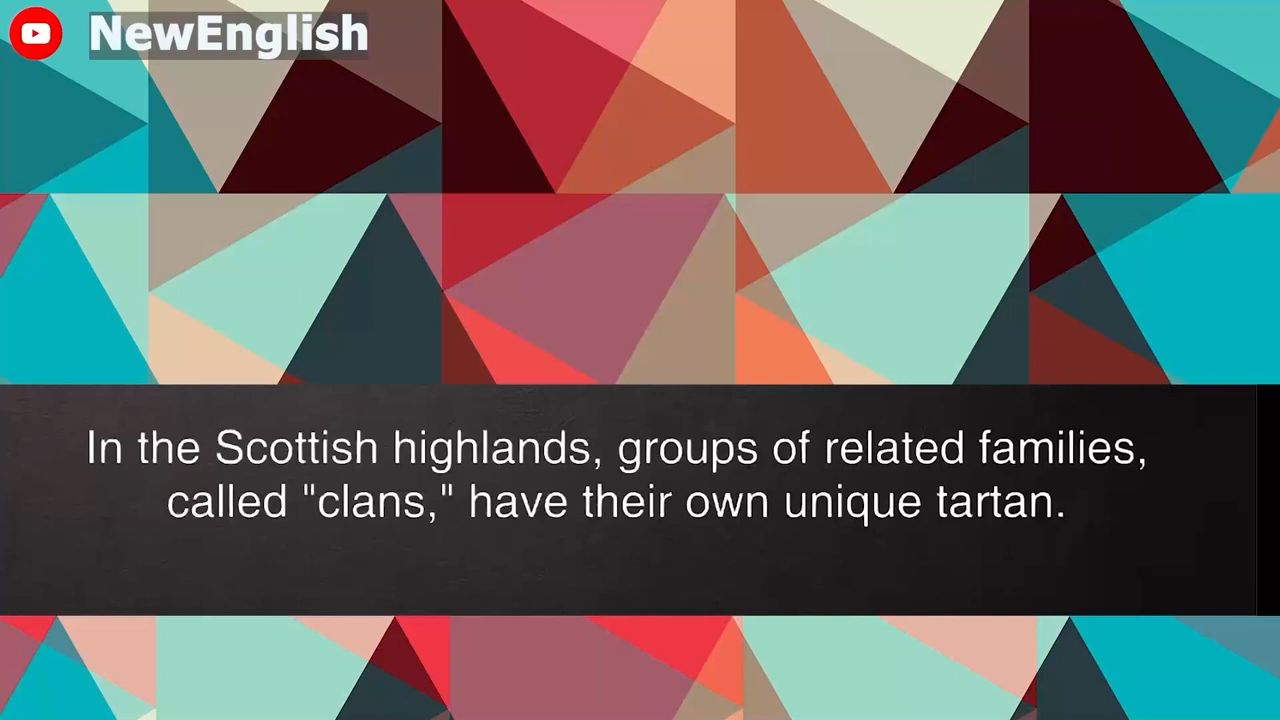 NewEnglish
In the Scottish highlands, groups of related families,
called "clans," have their own unique tartan.